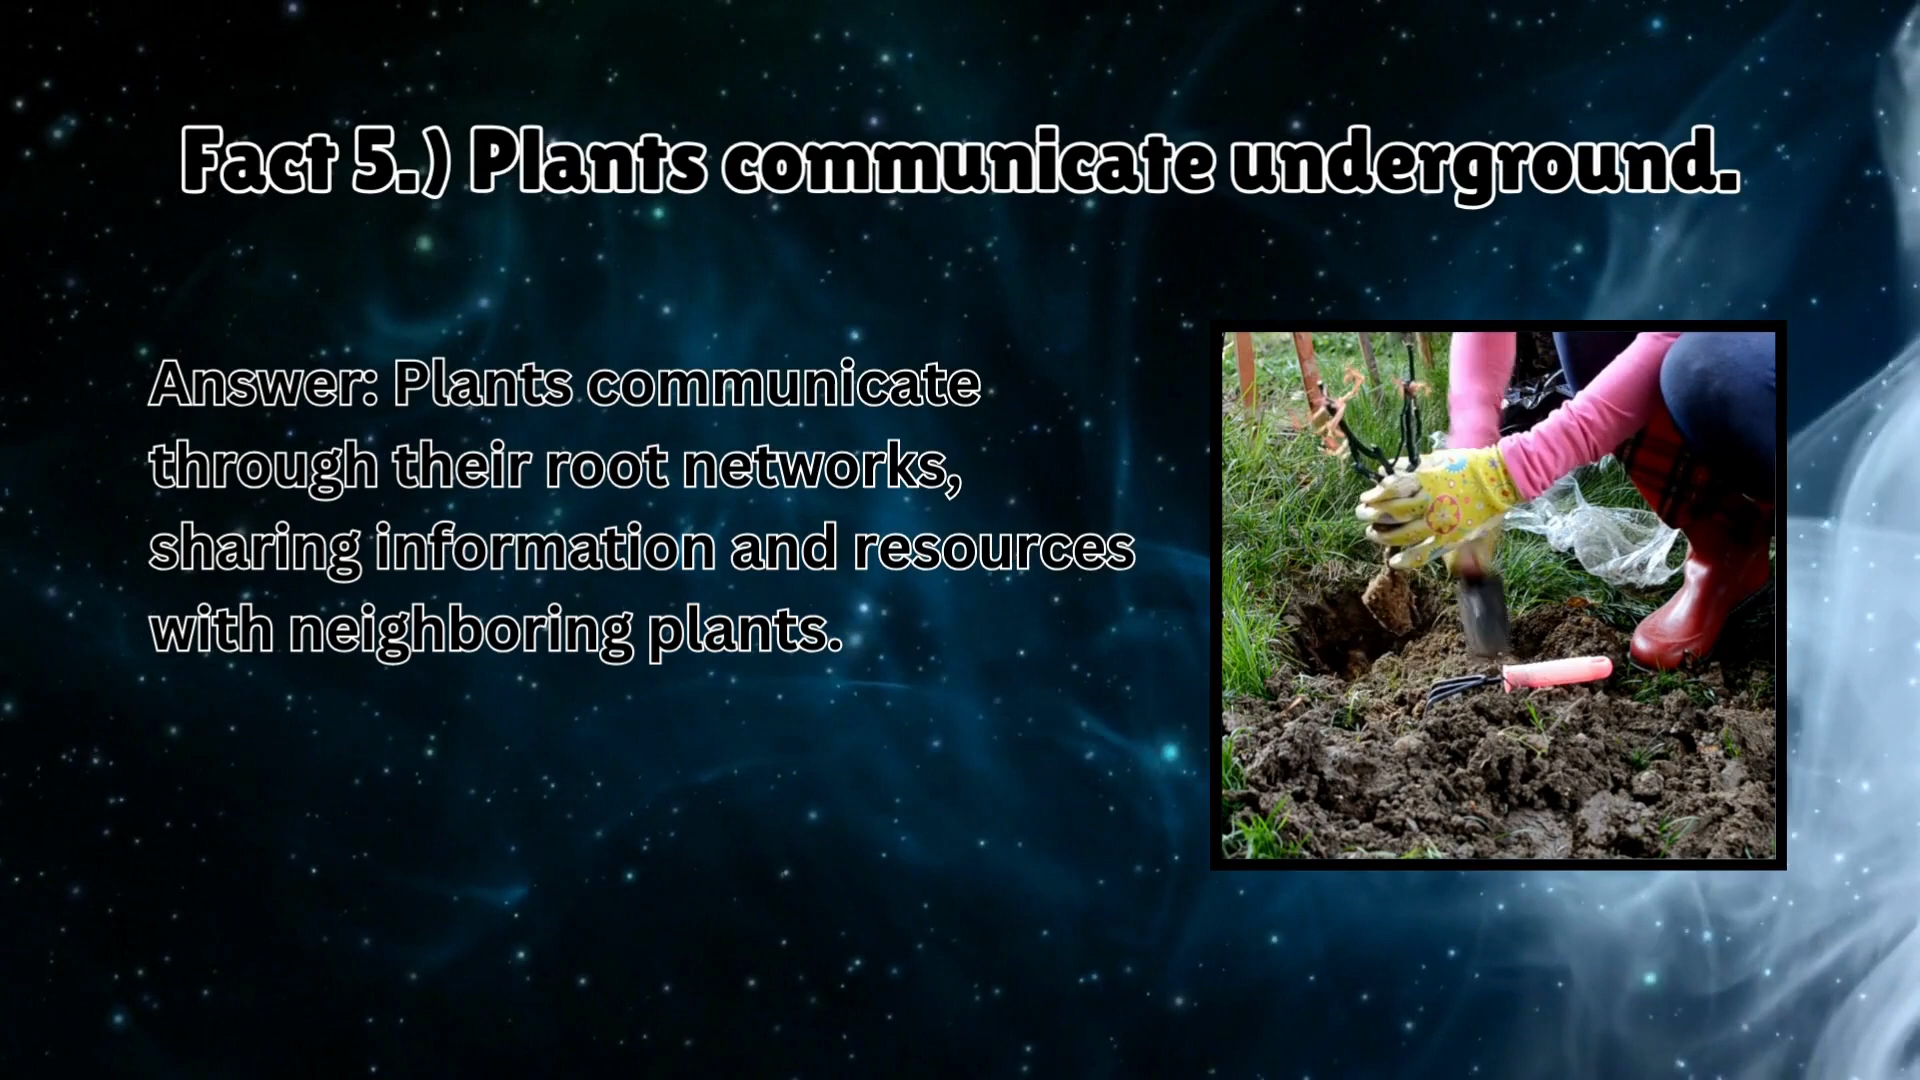 Fact 5.) Plants communicate underground.
Answer: Plants communicate
through their root networks,
sharing information and resources
with neighboring plants.